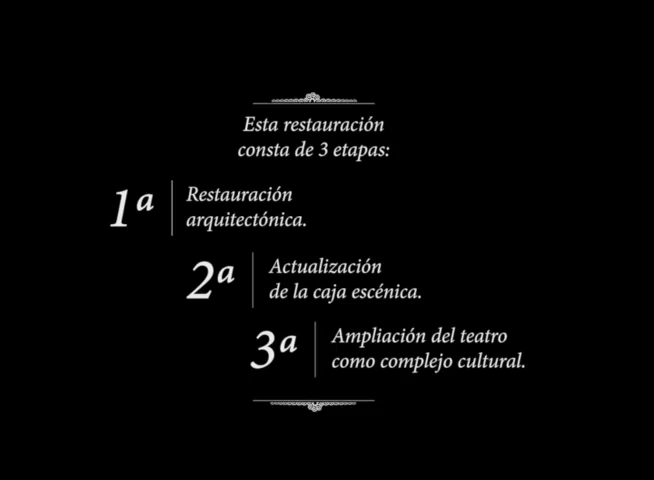 Esta restauración
consta de 3 etapas:
1ª
Restauración
arquitectónica.
2ª
Actualización
de la caja escénica.
3ª
Ampliación del teatro
como complejo cultural.